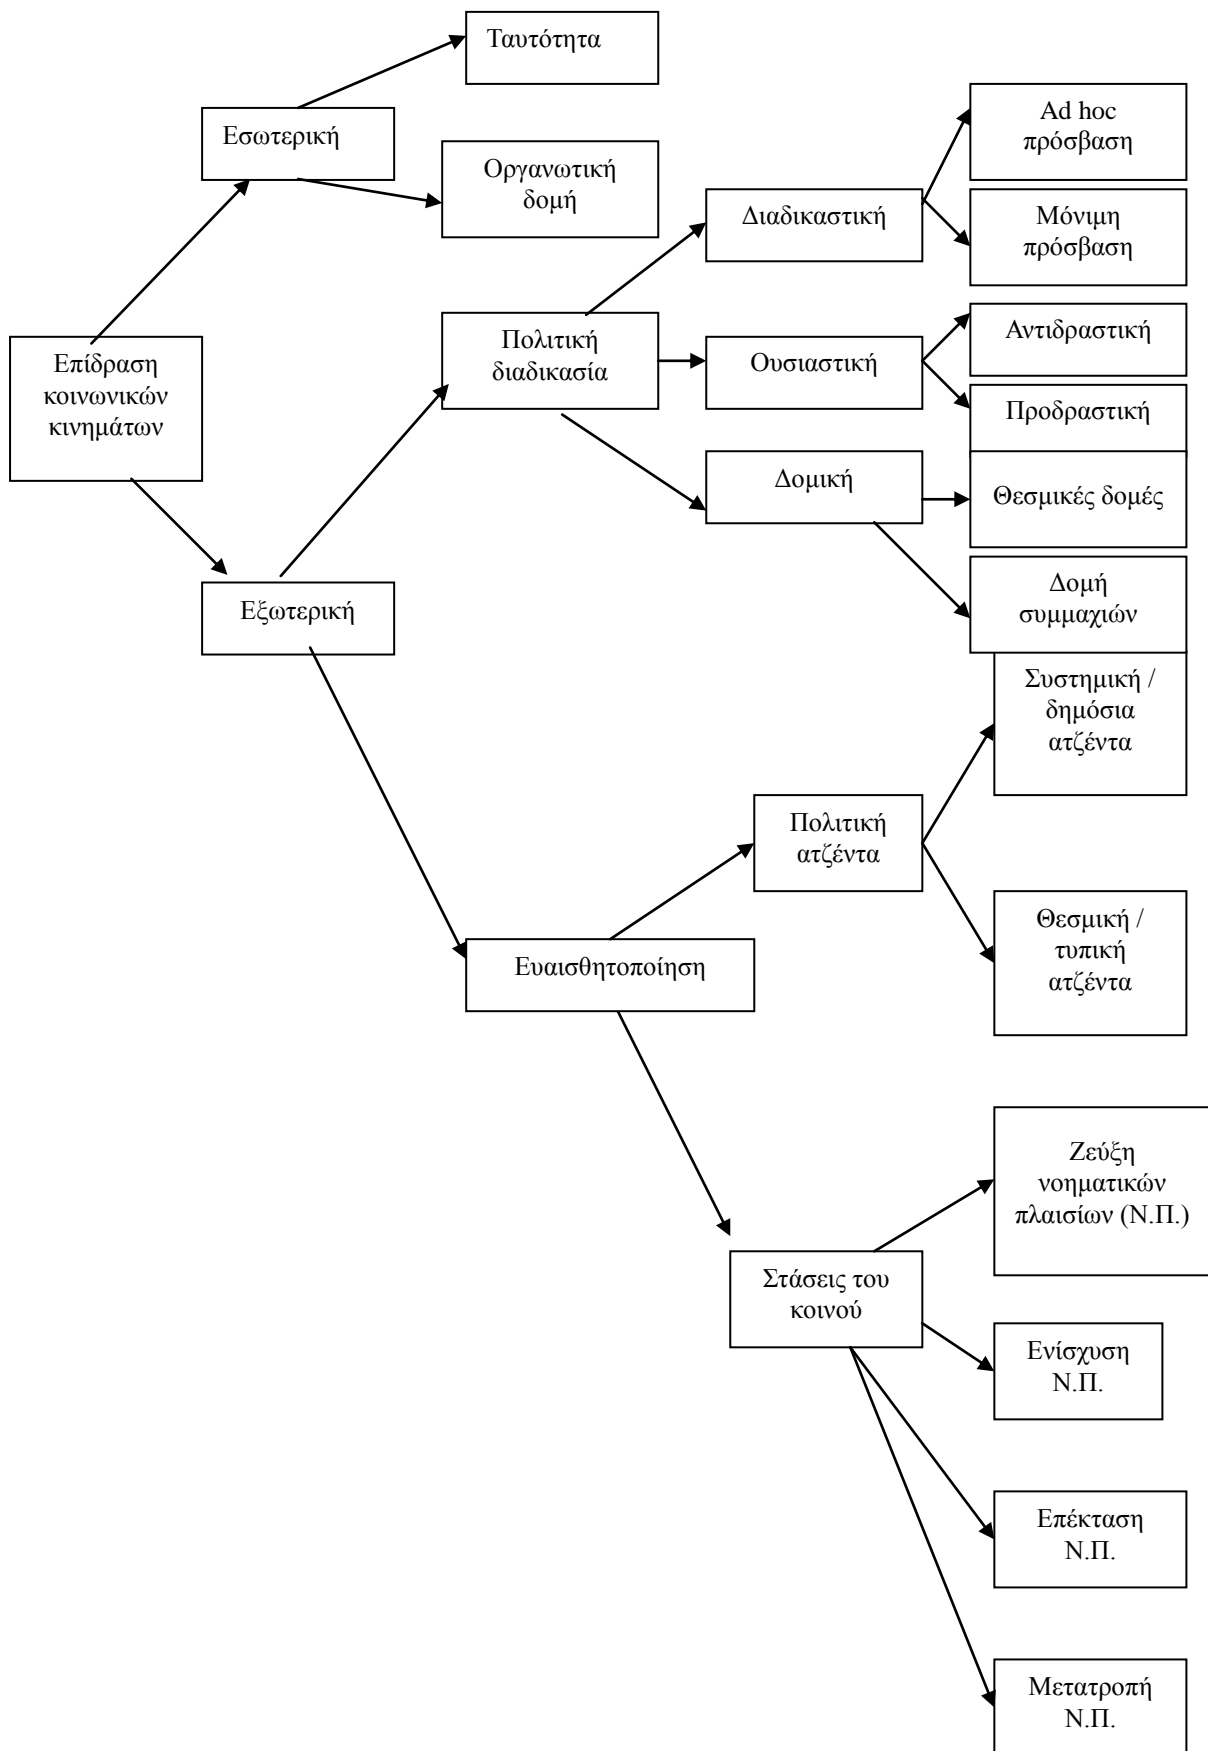 Ταυτότητα
Εσωτερική
Οργανωτική
δομή
Ad hoc
πρόσβαση
Διαδικαστική
Μόνιμη
πρόσβαση
Επίδραση
κοινωνικών
κινημάτων
Πολιτική
διαδικασία
Ουσιαστική
Αντιδραστική
Προδραστική
Δομική
Θεσμικές δομές
Δομή
συμμαχιών
Εξωτερική
Συστημική /
δημόσια
ατζέντα
Πολιτική
ατζέντα
Θεσμική /
τυπική
ατζέντα
Ευαισθητοποίηση
Ζεύξη
νοηματικών
πλαισίων (Ν.Π.)
Στάσεις του
κοινού
Ενίσχυση
Ν.Π.
Επέκταση
Ν.Π.
Μετατροπή
Ν.Π.